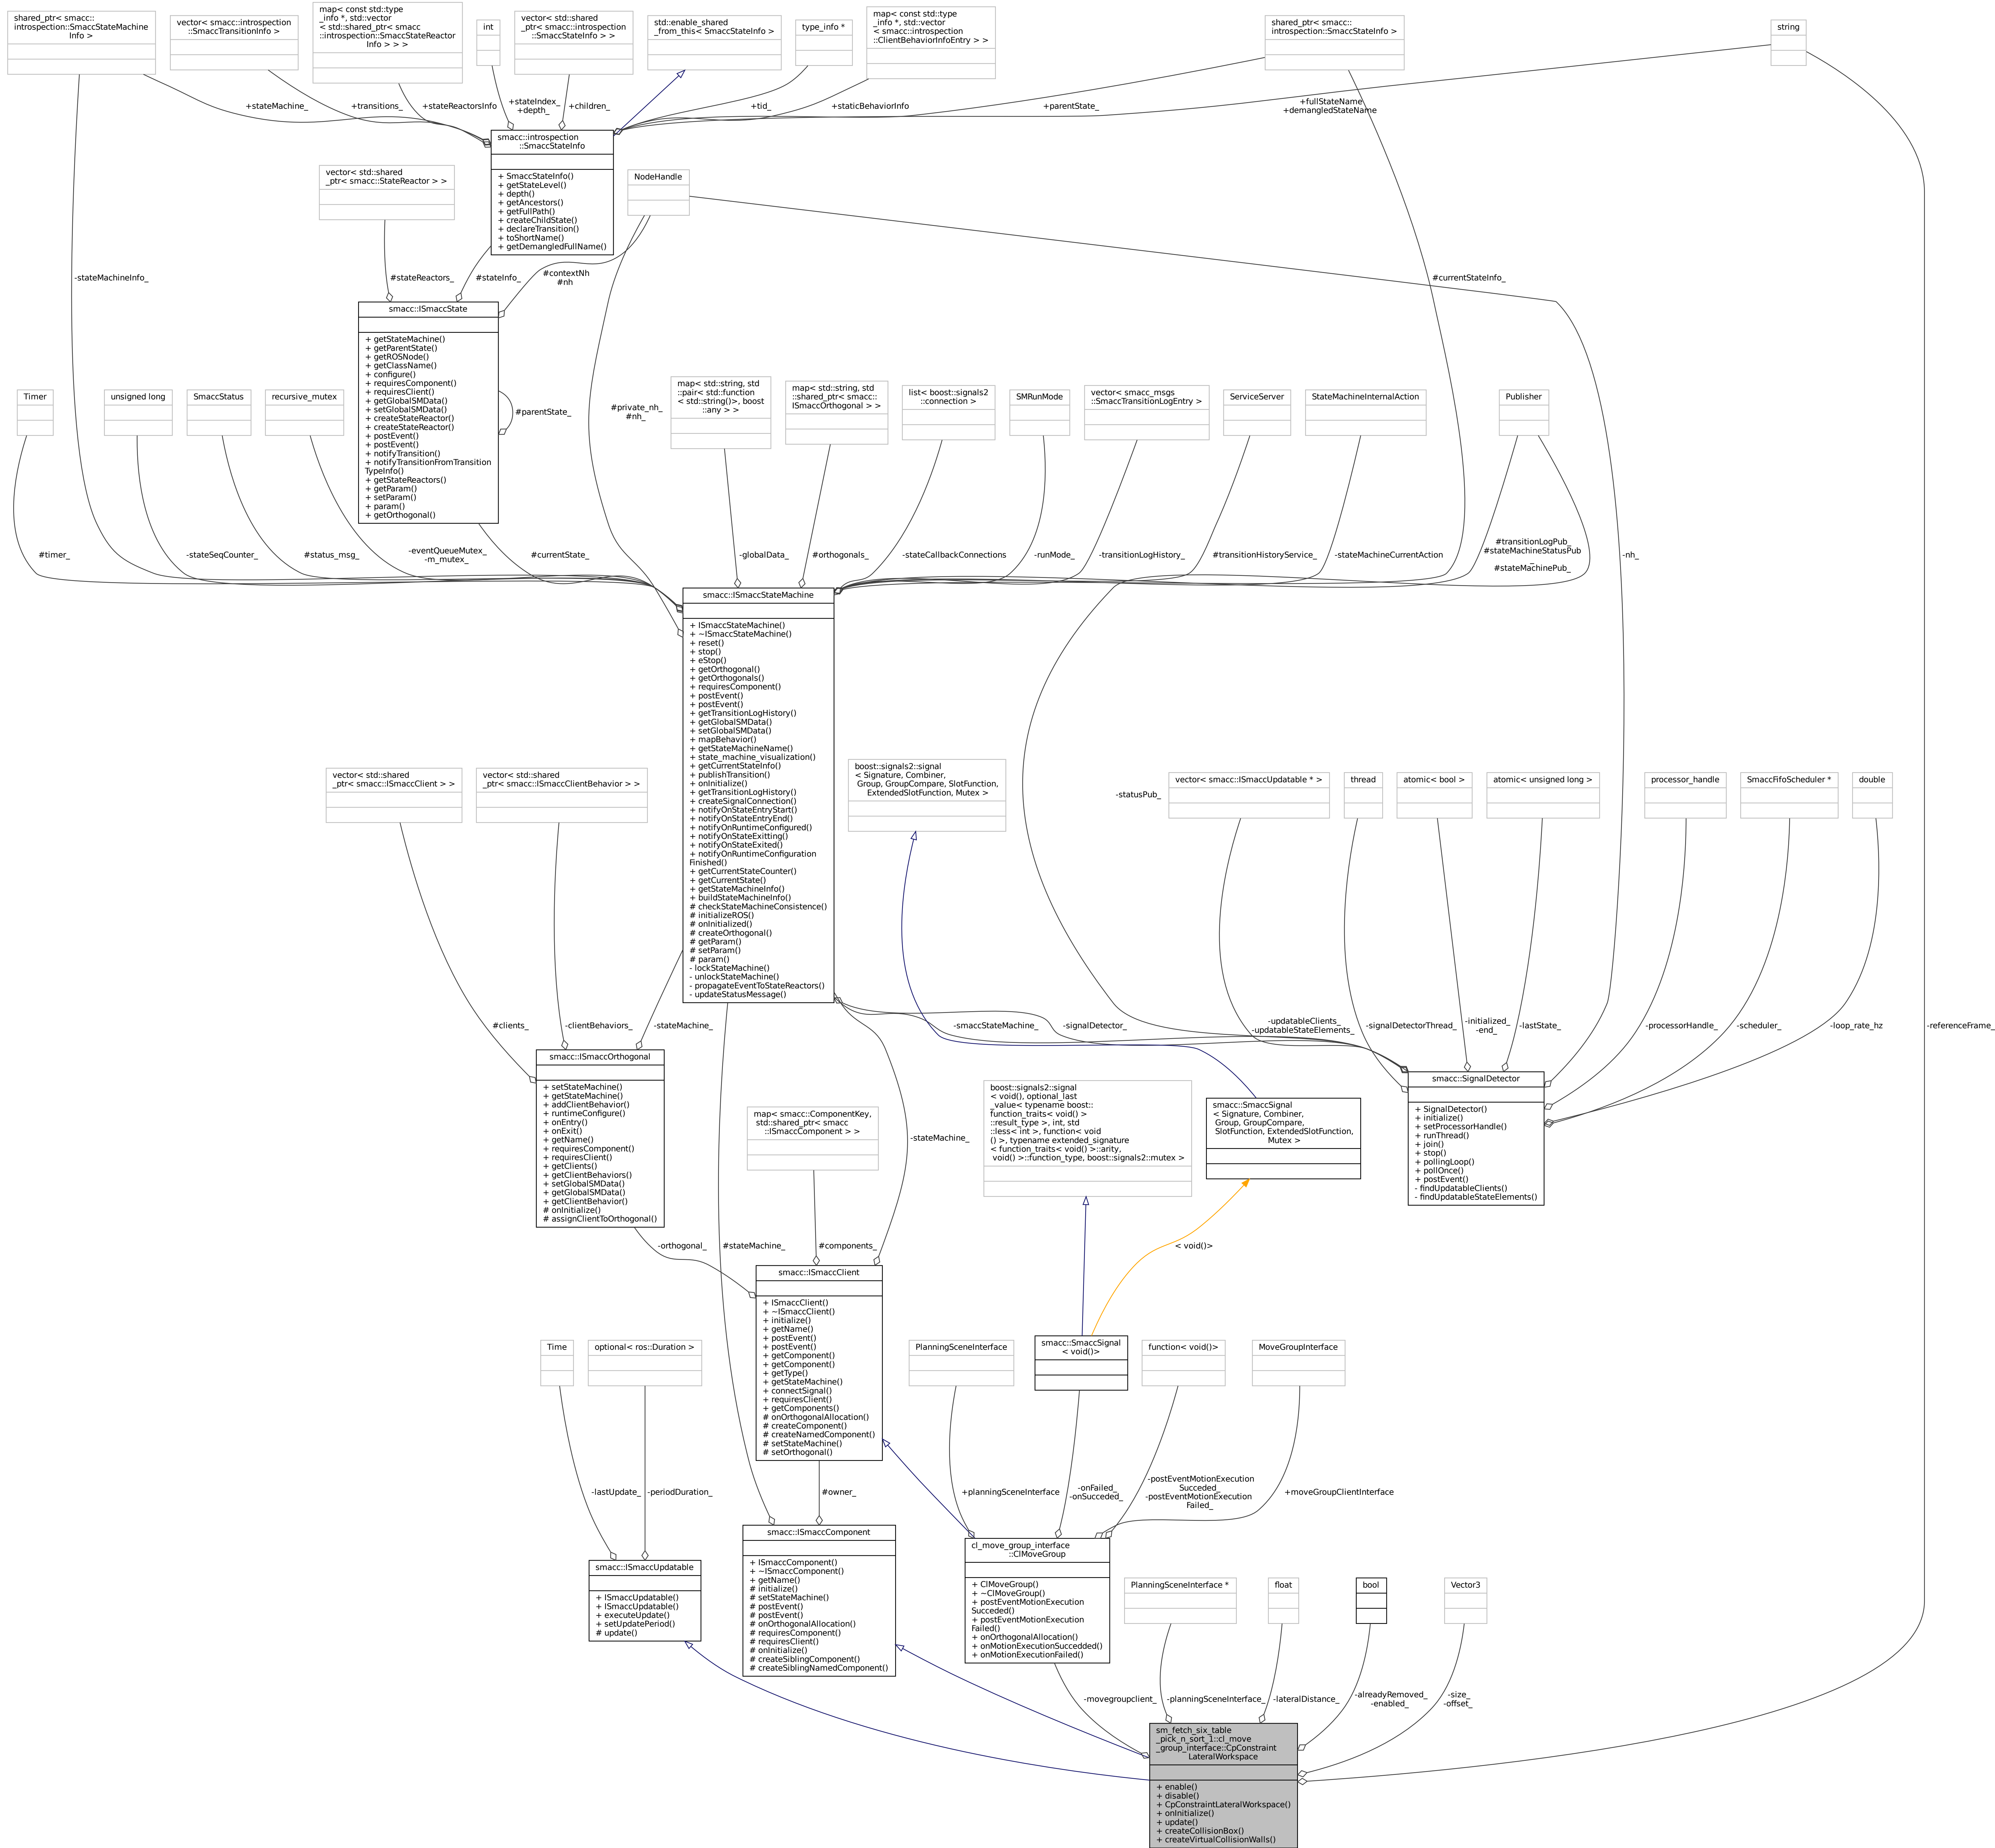 shared_ptr< smacc::
introspection::SmaccStateMachine
Info >
vector< smacc::introspection
::SmaccTransitionInfo >
map< const std::type
_info *, std::vector
< std::shared_ptr< smacc
::introspection::SmaccStateReactor
Info > > >
int
vector< std::shared
_ptr< smacc::introspection
::SmaccStateInfo > >
std::enable_shared
_from_this< SmaccStateInfo >
type_info *
map< const std::type
_info *, std::vector
< smacc::introspection
::ClientBehaviorInfoEntry > >
shared_ptr< smacc::
introspection::SmaccStateInfo >
string
+stateMachine_
+transitions_
+stateReactorsInfo
+stateIndex_
+depth_
+children_
+tid_
+staticBehaviorInfo
+parentState_
+fullStateName
+demangledStateName
smacc::introspection
::SmaccStateInfo
+ SmaccStateInfo()
+ getStateLevel()
+ depth()
+ getAncestors()
+ getFullPath()
+ createChildState()
+ declareTransition()
+ toShortName()
+ getDemangledFullName()
vector< std::shared
_ptr< smacc::StateReactor > >
NodeHandle
-stateMachineInfo_
#stateReactors_
#stateInfo_
#contextNh
#nh
#currentStateInfo_
smacc::ISmaccState
+ getStateMachine()
+ getParentState()
+ getROSNode()
+ getClassName()
+ configure()
+ requiresComponent()
+ requiresClient()
+ getGlobalSMData()
+ setGlobalSMData()
+ createStateReactor()
+ createStateReactor()
+ postEvent()
+ postEvent()
+ notifyTransition()
+ notifyTransitionFromTransition
TypeInfo()
+ getStateReactors()
+ getParam()
+ setParam()
+ param()
+ getOrthogonal()
#parentState_
#private_nh_
#nh_
Timer
unsigned long
SmaccStatus
recursive_mutex
map< std::string, std
::pair< std::function
< std::string()>, boost
::any > >
map< std::string, std
::shared_ptr< smacc::
ISmaccOrthogonal > >
list< boost::signals2
::connection >
SMRunMode
vector< smacc_msgs
::SmaccTransitionLogEntry >
ServiceServer
StateMachineInternalAction
Publisher
#timer_
-stateSeqCounter_
#status_msg_
-eventQueueMutex_
-m_mutex_
#currentState_
-globalData_
#orthogonals_
-stateCallbackConnections
-runMode_
-transitionLogHistory_
#transitionHistoryService_
-stateMachineCurrentAction
#transitionLogPub_
#stateMachineStatusPub
_
#stateMachinePub_
-nh_
smacc::ISmaccStateMachine
+ ISmaccStateMachine()
+ ~ISmaccStateMachine()
+ reset()
+ stop()
+ eStop()
+ getOrthogonal()
+ getOrthogonals()
+ requiresComponent()
+ postEvent()
+ postEvent()
+ getTransitionLogHistory()
+ getGlobalSMData()
+ setGlobalSMData()
+ mapBehavior()
+ getStateMachineName()
+ state_machine_visualization()
+ getCurrentStateInfo()
+ publishTransition()
+ onInitialize()
+ getTransitionLogHistory()
+ createSignalConnection()
+ notifyOnStateEntryStart()
+ notifyOnStateEntryEnd()
+ notifyOnRuntimeConfigured()
+ notifyOnStateExitting()
+ notifyOnStateExited()
+ notifyOnRuntimeConfiguration
Finished()
+ getCurrentStateCounter()
+ getCurrentState()
+ getStateMachineInfo()
+ buildStateMachineInfo()
# checkStateMachineConsistence()
# initializeROS()
# onInitialized()
# createOrthogonal()
# getParam()
# setParam()
# param()
- lockStateMachine()
- unlockStateMachine()
- propagateEventToStateReactors()
- updateStatusMessage()
vector< std::shared
_ptr< smacc::ISmaccClient > >
vector< std::shared
_ptr< smacc::ISmaccClientBehavior > >
boost::signals2::signal
< Signature, Combiner,
Group, GroupCompare, SlotFunction,
ExtendedSlotFunction, Mutex >
-statusPub_
vector< smacc::ISmaccUpdatable * >
thread
atomic< bool >
atomic< unsigned long >
processor_handle
SmaccFifoScheduler *
double
#clients_
-clientBehaviors_
-stateMachine_
-smaccStateMachine_
-signalDetector_
-updatableClients_
-updatableStateElements_
-signalDetectorThread_
-initialized_
-end_
-lastState_
-processorHandle_
-scheduler_
-loop_rate_hz
-referenceFrame_
smacc::ISmaccOrthogonal
+ setStateMachine()
+ getStateMachine()
+ addClientBehavior()
+ runtimeConfigure()
+ onEntry()
+ onExit()
+ getName()
+ requiresComponent()
+ requiresClient()
+ getClients()
+ getClientBehaviors()
+ setGlobalSMData()
+ getGlobalSMData()
+ getClientBehavior()
# onInitialize()
# assignClientToOrthogonal()
map< smacc::ComponentKey,
std::shared_ptr< smacc
::ISmaccComponent > >
-stateMachine_
boost::signals2::signal
< void(), optional_last
_value< typename boost::
function_traits< void() >
::result_type >, int, std
::less< int >, function< void
() >, typename extended_signature
< function_traits< void() >::arity,
void() >::function_type, boost::signals2::mutex >
smacc::SmaccSignal
< Signature, Combiner,
Group, GroupCompare,
SlotFunction, ExtendedSlotFunction,
Mutex >
smacc::SignalDetector
+ SignalDetector()
+ initialize()
+ setProcessorHandle()
+ runThread()
+ join()
+ stop()
+ pollingLoop()
+ pollOnce()
+ postEvent()
- findUpdatableClients()
- findUpdatableStateElements()
-orthogonal_
#stateMachine_
#components_
< void()>
smacc::ISmaccClient
+ ISmaccClient()
+ ~ISmaccClient()
+ initialize()
+ getName()
+ postEvent()
+ postEvent()
+ getComponent()
+ getComponent()
+ getType()
+ getStateMachine()
+ connectSignal()
+ requiresClient()
+ getComponents()
# onOrthogonalAllocation()
# createComponent()
# createNamedComponent()
# setStateMachine()
# setOrthogonal()
Time
optional< ros::Duration >
PlanningSceneInterface
smacc::SmaccSignal
< void()>
function< void()>
MoveGroupInterface
-lastUpdate_
-periodDuration_
#owner_
+planningSceneInterface
-onFailed_
-onSucceded_
-postEventMotionExecution
Succeded_
-postEventMotionExecution
Failed_
+moveGroupClientInterface
smacc::ISmaccUpdatable
+ ISmaccUpdatable()
+ ISmaccUpdatable()
+ executeUpdate()
+ setUpdatePeriod()
# update()
smacc::ISmaccComponent
+ ISmaccComponent()
+ ~ISmaccComponent()
+ getName()
# initialize()
# setStateMachine()
# postEvent()
# postEvent()
# onOrthogonalAllocation()
# requiresComponent()
# requiresClient()
# onInitialize()
# createSiblingComponent()
# createSiblingNamedComponent()
cl_move_group_interface
::ClMoveGroup
+ ClMoveGroup()
+ ~ClMoveGroup()
+ postEventMotionExecution
Succeded()
+ postEventMotionExecution
Failed()
+ onOrthogonalAllocation()
+ onMotionExecutionSuccedded()
+ onMotionExecutionFailed()
PlanningSceneInterface *
float
bool
Vector3
-movegroupclient_
-planningSceneInterface_
-lateralDistance_
-alreadyRemoved_
-enabled_
-size_
-offset_
sm_fetch_six_table
_pick_n_sort_1::cl_move
_group_interface::CpConstraint
LateralWorkspace
+ enable()
+ disable()
+ CpConstraintLateralWorkspace()
+ onInitialize()
+ update()
+ createCollisionBox()
+ createVirtualCollisionWalls()